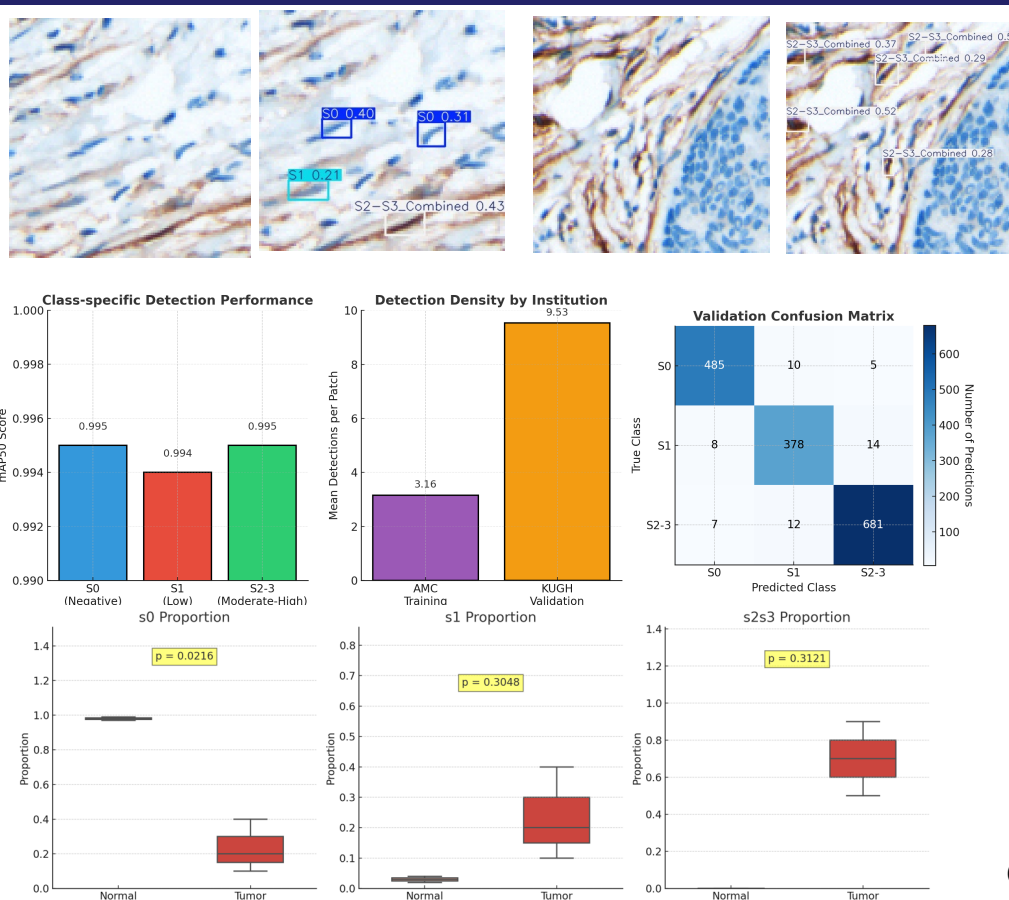 S0 0.40
S0 0.31
S1 0.21
S2-S3_Combined 0.43
S2-S3_Combined 0.37
S2-S3_Combined
S2-S3_Combined 0.29
S2-S3_Combined 0.52
S2-S3_Combined 0.28
Class-specific Detection Performance
1.000
0.998
0.996
0.994
0.992
0.990
mAP50 Score
0.995
0.994
0.995
S0
(Negative)
S1
(Low)
S2-3
(Moderate-High)
Detection Density by Institution
10
8
6
4
2
0
Mean Detections per Patch
3.16
9.53
AMC
Training
KUGH
Validation
Validation Confusion Matrix
True Class
S0
S1
S2-3
485 10 5
8 378 14
7 12 681
S0 S1 S2-3
Predicted Class
600
500
400
300
200
100
Number of Predictions
s0 Proportion
p = 0.0216
1.4
1.2
1.0
0.8
0.6
0.4
0.2
0.0
Proportion
Normal Tumor
s1 Proportion
p = 0.3048
0.8
0.7
0.6
0.5
0.4
0.3
0.2
0.1
0.0
Proportion
Normal Tumor
s2s3 Proportion
p = 0.3121
1.4
1.2
1.0
0.8
0.6
0.4
0.2
0.0
Proportion
Normal Tumor